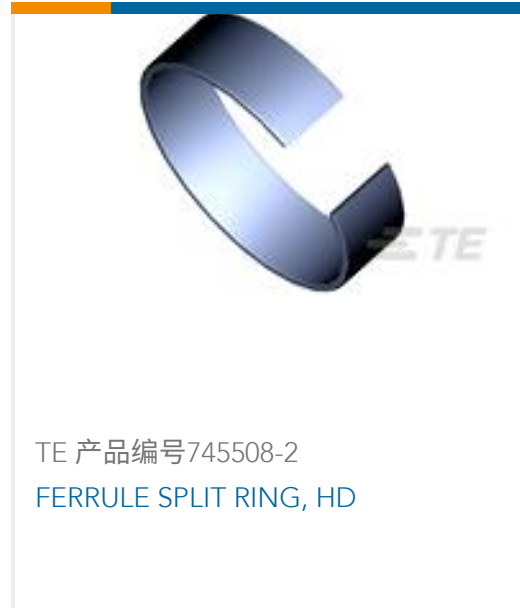 TE
TE 产品编号745508-2
FERRULE SPLIT RING, HD